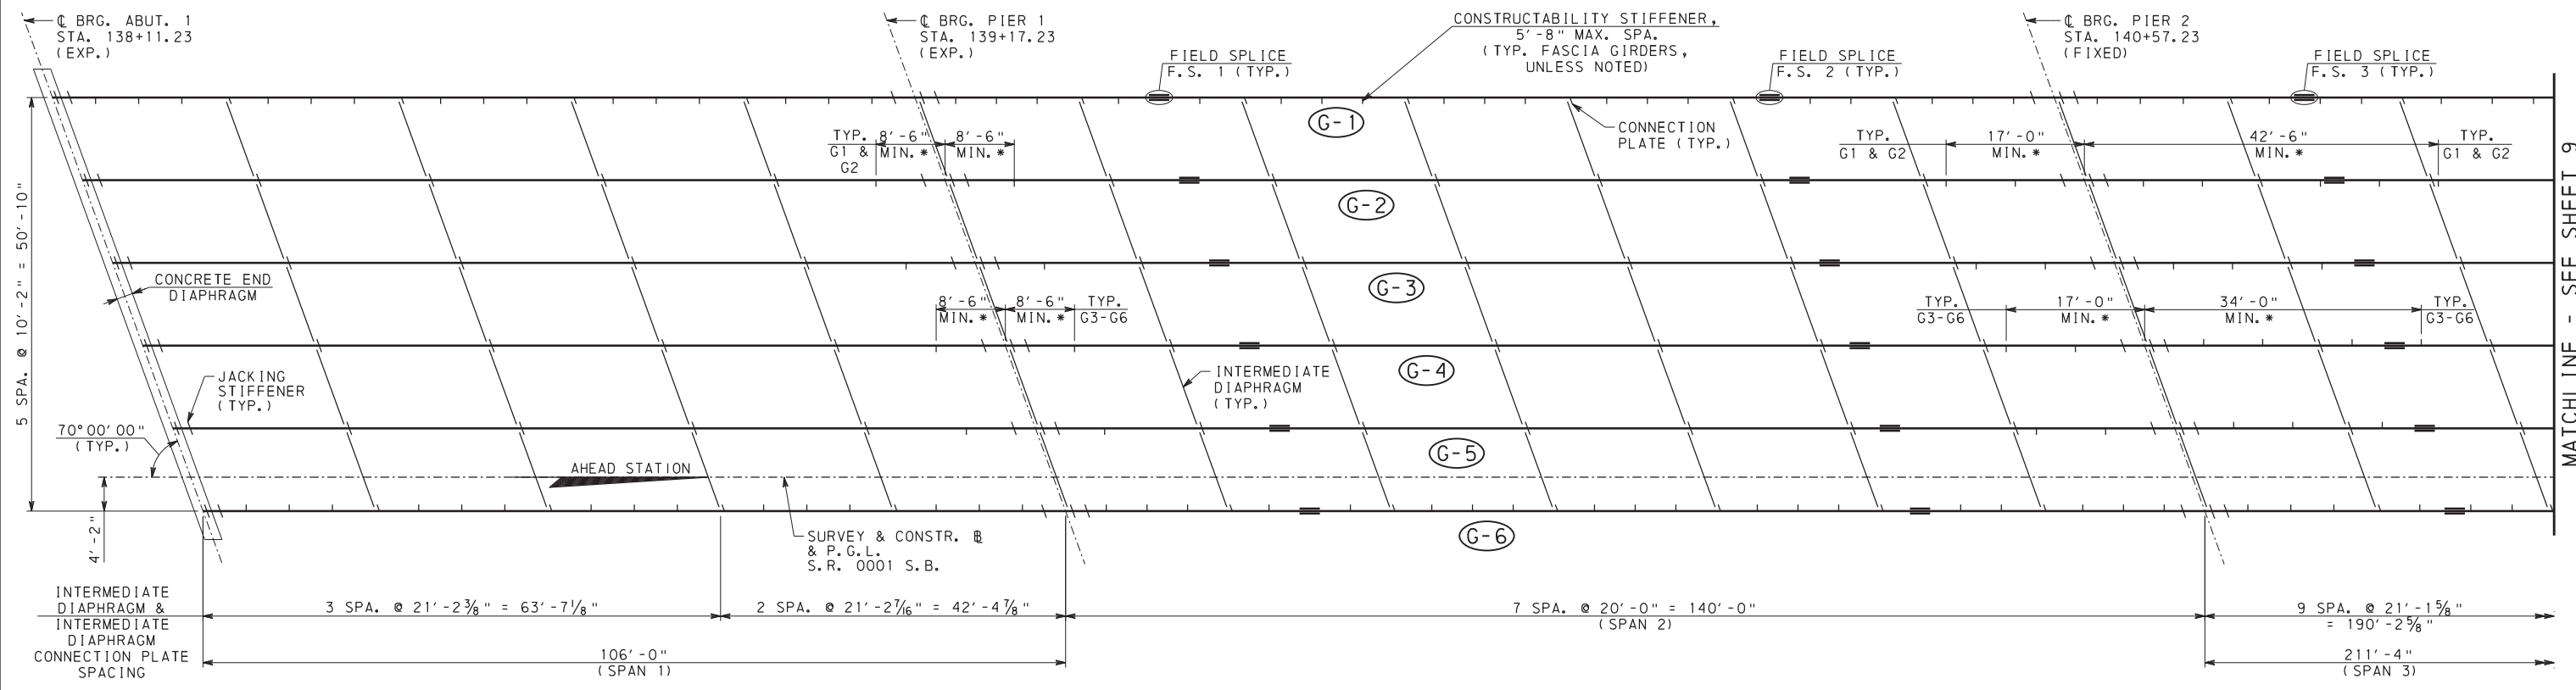 ℄ BRG. ABUT. 1
STA. 138+11.23
(EXP.)
℄ BRG. PIER 1
STA. 139+17.23
(EXP.)
FIELD SPLICE
F.S. 1 (TYP.)
CONSTRUCTABILITY STIFFENER,
5'-8" MAX. SPA.
(TYP. FASCIA GIRDERS,
UNLESS NOTED)
FIELD SPLICE
F.S. 2 (TYP.)
℄ BRG. PIER 2
STA. 140+57.23
(FIXED)
FIELD SPLICE
F.S. 3 (TYP.)
G-1
CONNECTION
PLATE (TYP.)
TYP.
G1 &
G2
8'-6"
MIN.*
8'-6"
MIN.*
TYP.
G1 & G2
17'-0"
MIN.*
42'-6"
MIN.*
TYP.
G1 & G2
G-2
5 SPA. @ 10'-2" = 50'-10"
MATCHLINE - SEE SHEET 9
CONCRETE END
DIAPHRAGM
G-3
8'-6"
MIN.*
8'-6"
MIN.*
TYP.
G3-G6
TYP.
G3-G6
17'-0"
MIN.*
34'-0"
MIN.*
TYP.
G3-G6
JACKING
STIFFENER
(TYP.)
INTERMEDIATE
DIAPHRAGM
(TYP.)
G-4
70°00'00"
(TYP.)
G-5
AHEAD STATION
4'-2"
SURVEY & CONSTR. ⅊
& P.G.L.
S.R. 0001 S.B.
G-6
INTERMEDIATE
DIAPHRAGM &
INTERMEDIATE
DIAPHRAGM
CONNECTION PLATE
SPACING
3 SPA. @ 21'-2⅜" = 63'-7⅛"
2 SPA. @ 21'-2⁷⁄₁₆" = 42'-4⅞"
7 SPA. @ 20'-0" = 140'-0"
(SPAN 2)
9 SPA. @ 21'-1⅝"
= 190'-2⅝"
106'-0"
(SPAN 1)
211'-4"
(SPAN 3)